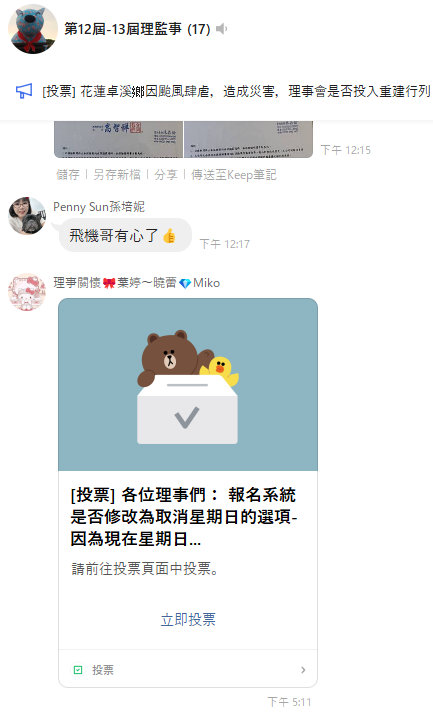 第12屆-13屆理監事 (17)
[投票] 花蓮卓溪鄉因颱風肆虐，造成災害，理事會是否投入重建行列
下午 12:15
儲存 | 另存新檔 | 分享 | 傳送至Keep筆記
Penny Sun孫培妮
飛機哥有心了👍
下午 12:17
理事關懷🎀葉婷～曉蕾💎Miko
[投票] 各位理事們： 報名系統
是否修改為取消星期日的選項-
因為現在星期日...
請前往投票頁面中投票。
立即投票
投票
下午 5:11